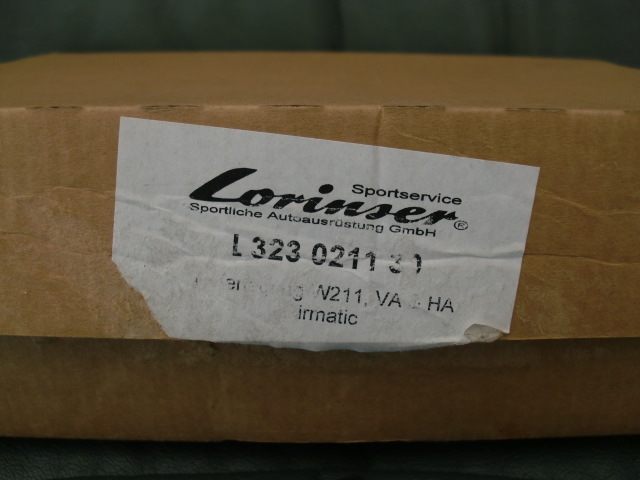 Sportservice
Lorinser®
Sportliche Autoausrüstung GmbH
L 323 0211
W211, VA HA
irmatic